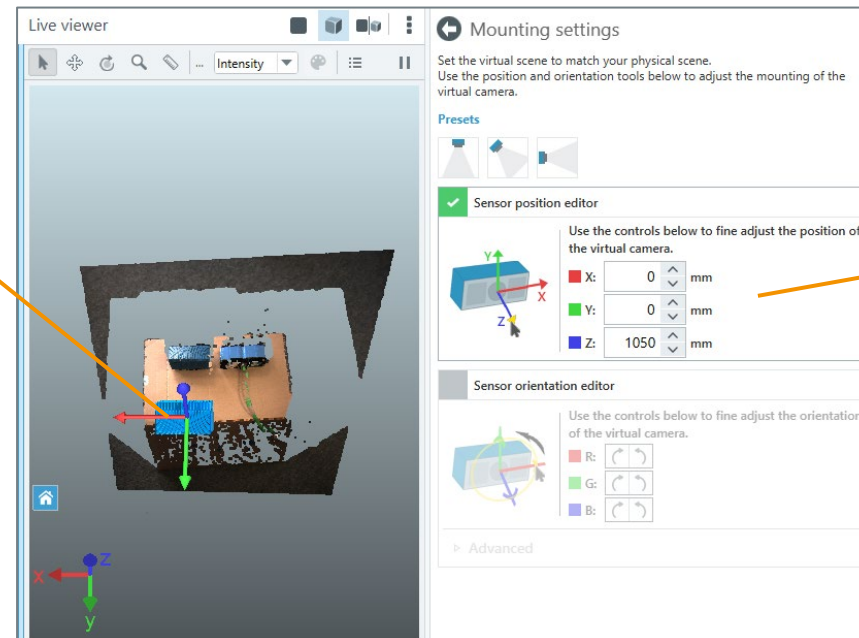 Live viewer
... Intensity
x
z
y
Mounting settings
Set the virtual scene to match your physical scene.
Use the position and orientation tools below to adjust the mounting of the
virtual camera.
Presets
Sensor position editor
Use the controls below to fine adjust the position of
the virtual camera.
Y
X
Z
X: 0 mm
Y: 0 mm
Z: 1050 mm
Sensor orientation editor
Use the controls below to fine adjust the orientation
of the virtual camera.
R:
G:
B:
Advanced